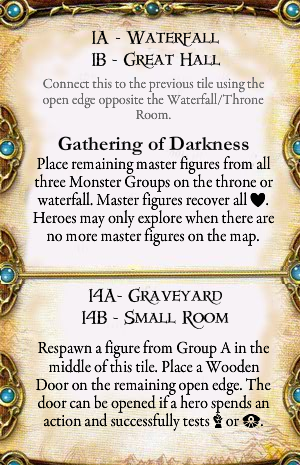 1A - Waterfall
1B - Great Hall
Connect this to the previous tile using the
open edge opposite the Waterfall/Throne
Room.
Gathering of Darkness
Place remaining master figures from all
three Monster Groups on the throne or
waterfall. Master figures recover all ♥.
Heroes may only explore when there are
no more master figures on the map.
14A- Graveyard
14B - Small Room
Respawn a figure from Group A in the
middle of this tile. Place a Wooden
Door on the remaining open edge. The
door can be opened if a hero spends an
action and successfully tests or .